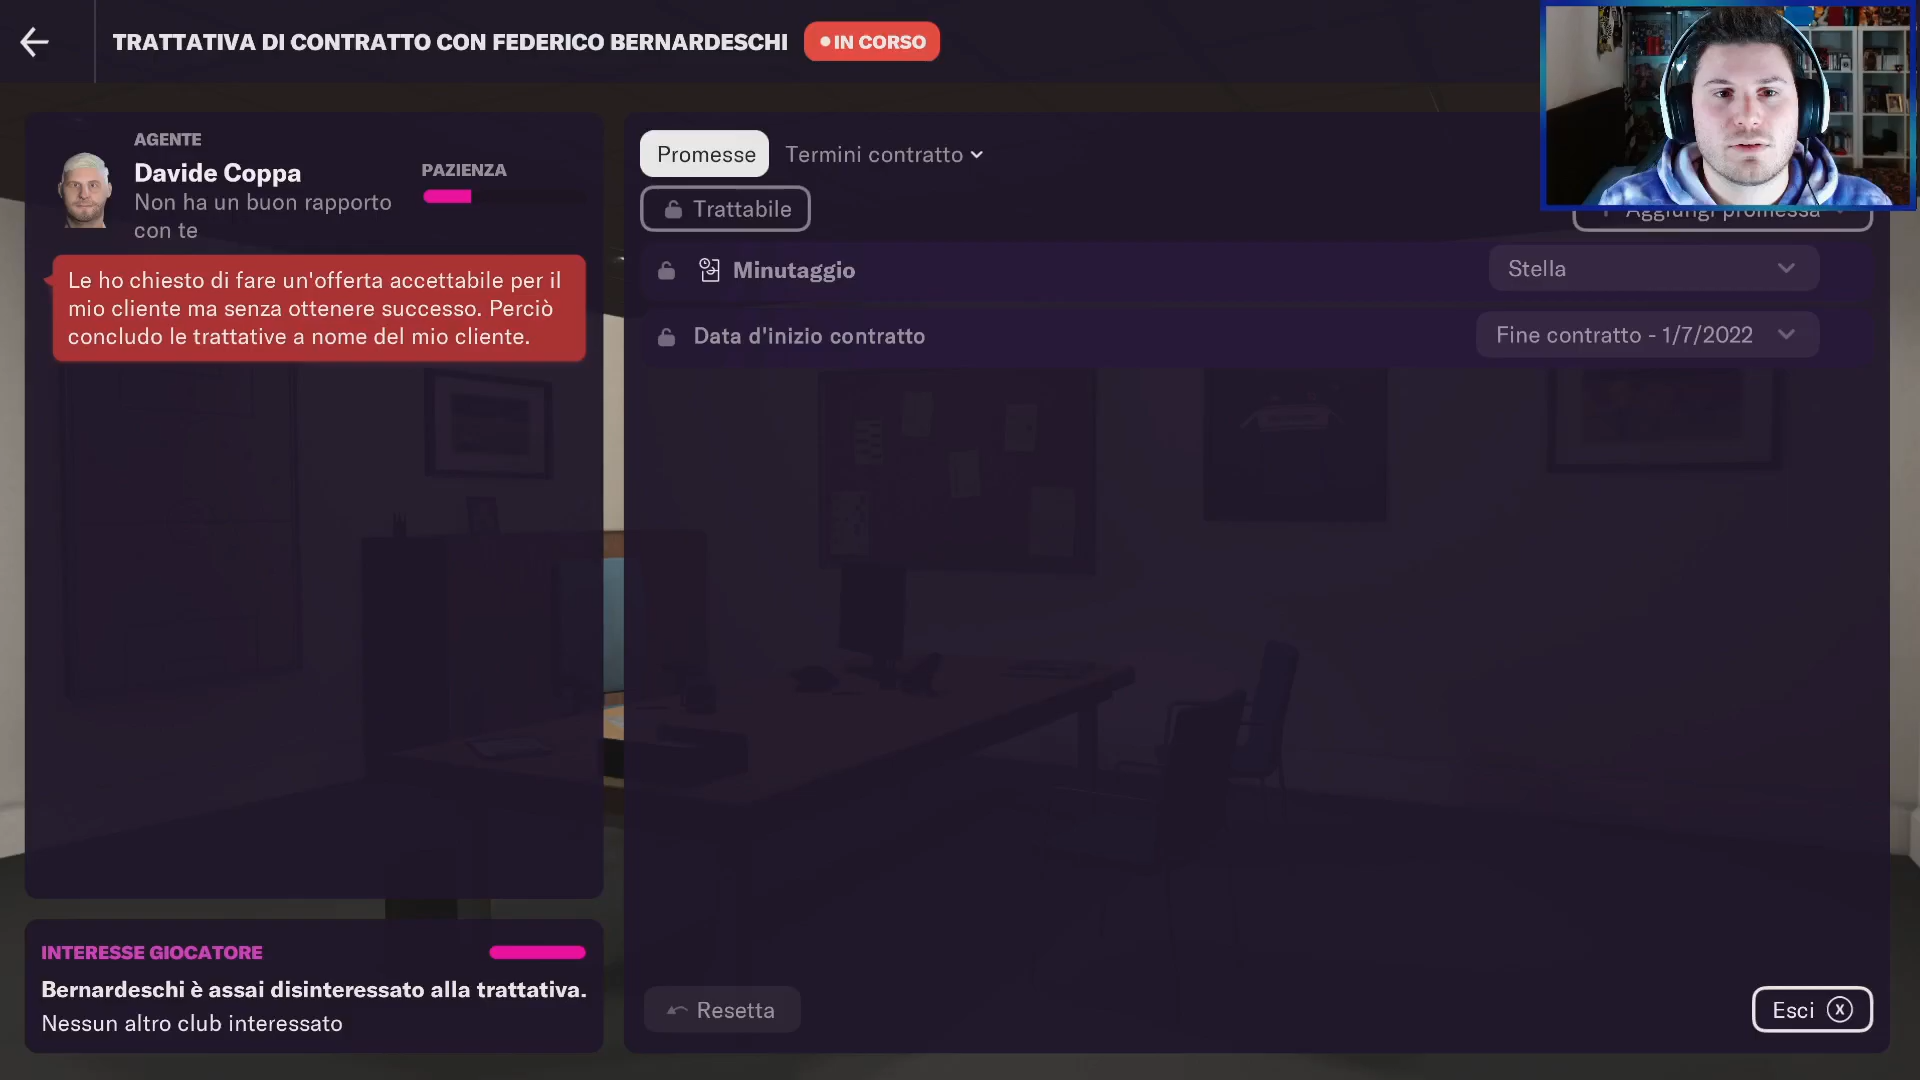 TRATTATIVA DI CONTRATTO CON FEDERICO BERNARDESCHI
IN CORSO
AGENTE
Davide Coppa
Non ha un buon rapporto
con te
PAZIENZA
Le ho chiesto di fare un'offerta accettabile per il
mio cliente ma senza ottenere successo. Perciò
concludo le trattative a nome del mio cliente.
Promesse
Termini contratto
Trattabile
Aggiungi promessa
Minutaggio
Stella
Data d'inizio contratto
Fine contratto - 1/7/2022
INTERESSE GIOCATORE
Bernardeschi è assai disinteressato alla trattativa.
Nessun altro club interessato
Resetta
Esci X